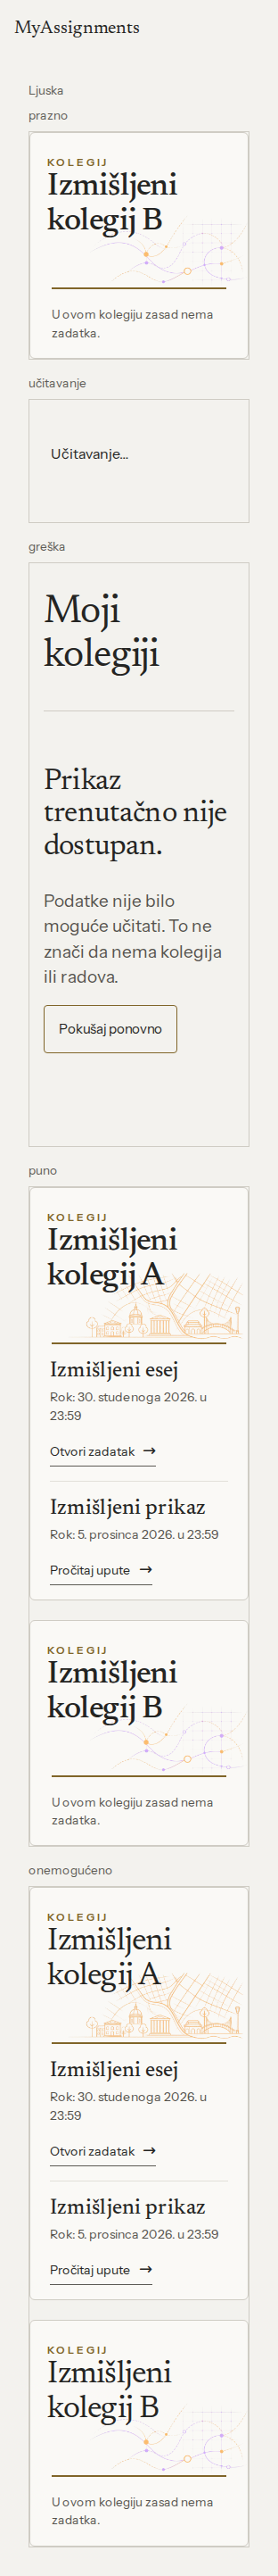 MyAssignments
Ljuska
prazno
KOLEGIJ
Izmišljeni
kolegij B
U ovom kolegiju zasad nema
zadatka.
učitavanje
Učitavanje…
greška
Moji
kolegiji
Prikaz
trenutačno nije
dostupan.
Podatke nije bilo
moguće učitati. To ne
znači da nema kolegija
ili radova.
Pokušaj ponovno
puno
KOLEGIJ
Izmišljeni
kolegij A
Izmišljeni esej
Rok: 30. studenoga 2026. u
23:59
Otvori zadatak →
Izmišljeni prikaz
Rok: 5. prosinca 2026. u 23:59
Pročitaj upute →
KOLEGIJ
Izmišljeni
kolegij B
U ovom kolegiju zasad nema
zadatka.
onemogućeno
KOLEGIJ
Izmišljeni
kolegij A
Izmišljeni esej
Rok: 30. studenoga 2026. u
23:59
Otvori zadatak →
Izmišljeni prikaz
Rok: 5. prosinca 2026. u 23:59
Pročitaj upute →
KOLEGIJ
Izmišljeni
kolegij B
U ovom kolegiju zasad nema
zadatka.